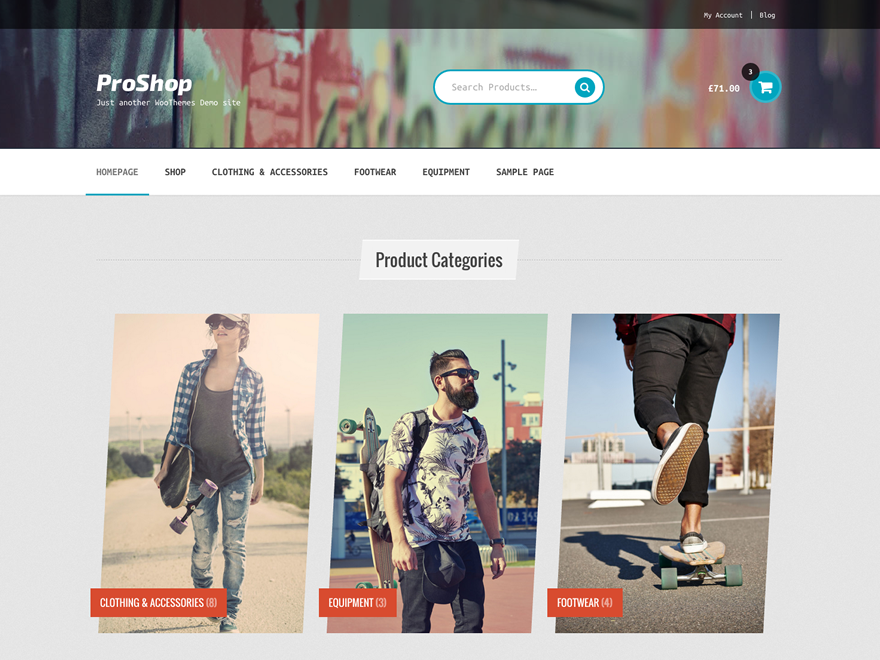 My Account | Blog
ProShop
Just another WooThemes Demo site
Search Products...
£71.00
3
HOMEPAGE
SHOP
CLOTHING & ACCESSORIES
FOOTWEAR
EQUIPMENT
SAMPLE PAGE
Product Categories
CLOTHING & ACCESSORIES (8)
EQUIPMENT (3)
FOOTWEAR (4)